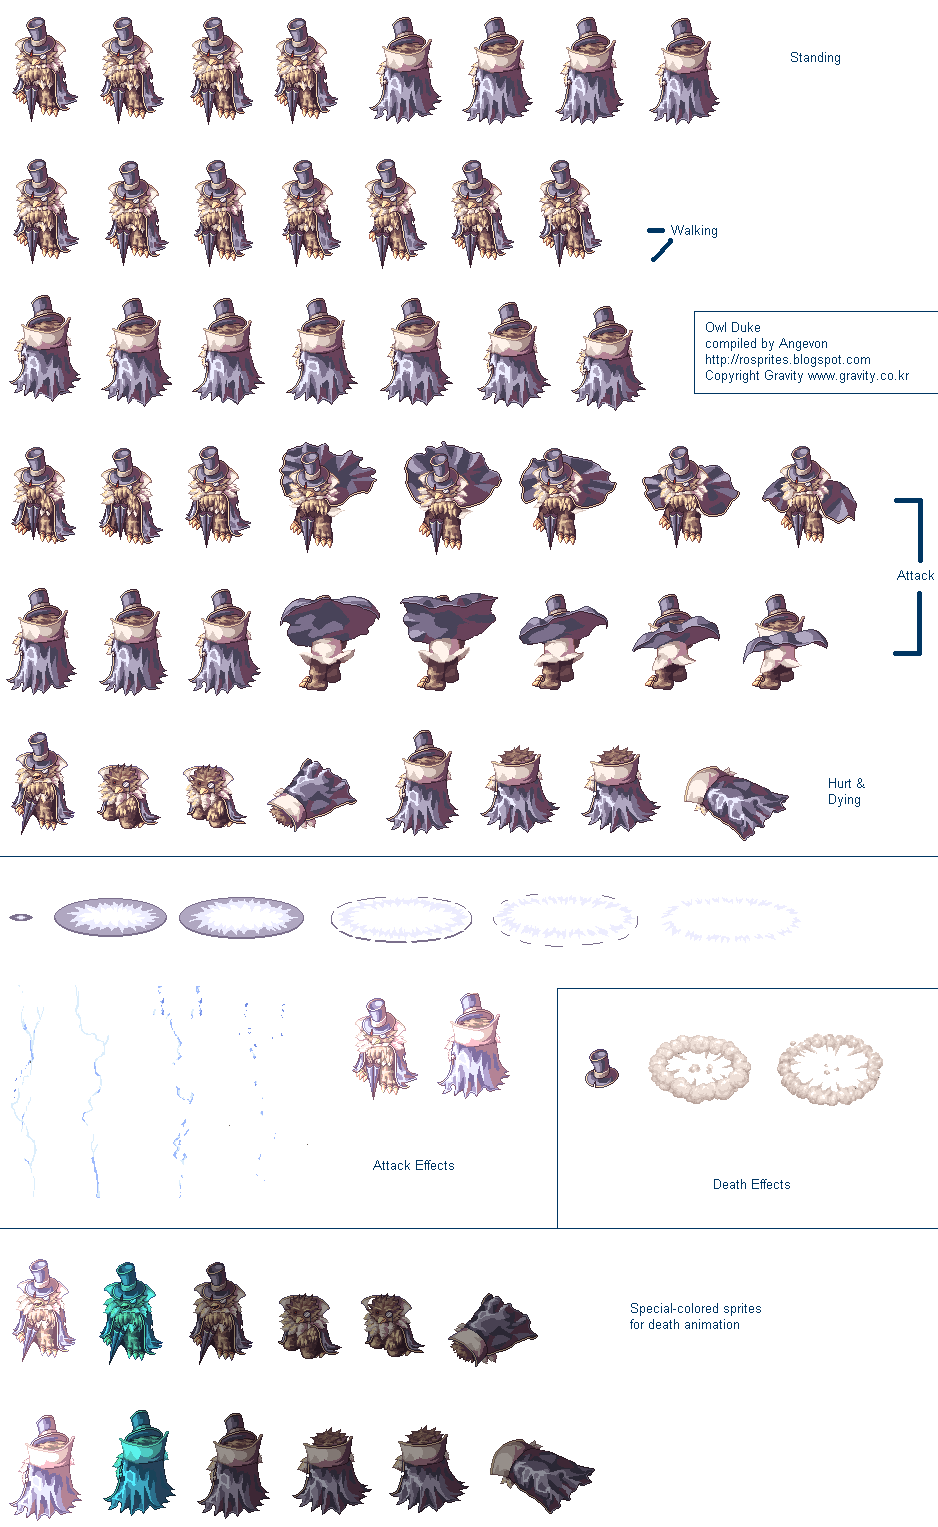 Standing
Walking
Owl Duke
compiled by Angevon
http://rosprites.blogspot.com
Copyright Gravity www.gravity.co.kr
Attack
Hurt &
Dying
Attack Effects
Death Effects
Special-colored sprites
for death animation